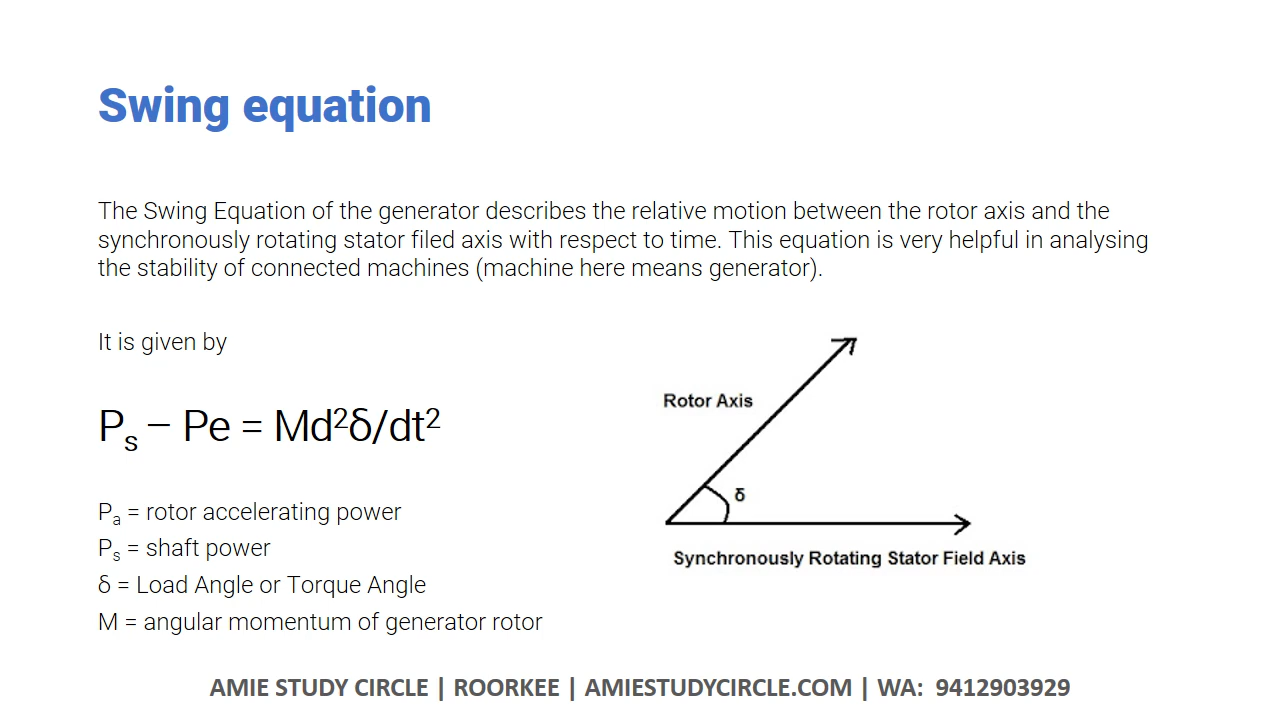 Swing equation
The Swing Equation of the generator describes the relative motion between the rotor axis and the
synchronously rotating stator filed axis with respect to time. This equation is very helpful in analysing
the stability of connected machines (machine here means generator).
It is given by
Pₛ – Pe = Md²δ/dt²
Pₐ = rotor accelerating power
Pₛ = shaft power
δ = Load Angle or Torque Angle
M = angular momentum of generator rotor
Rotor Axis
δ
Synchronously Rotating Stator Field Axis
AMIE STUDY CIRCLE | ROORKEE | AMIESTUDYCIRCLE.COM | WA: 9412903929